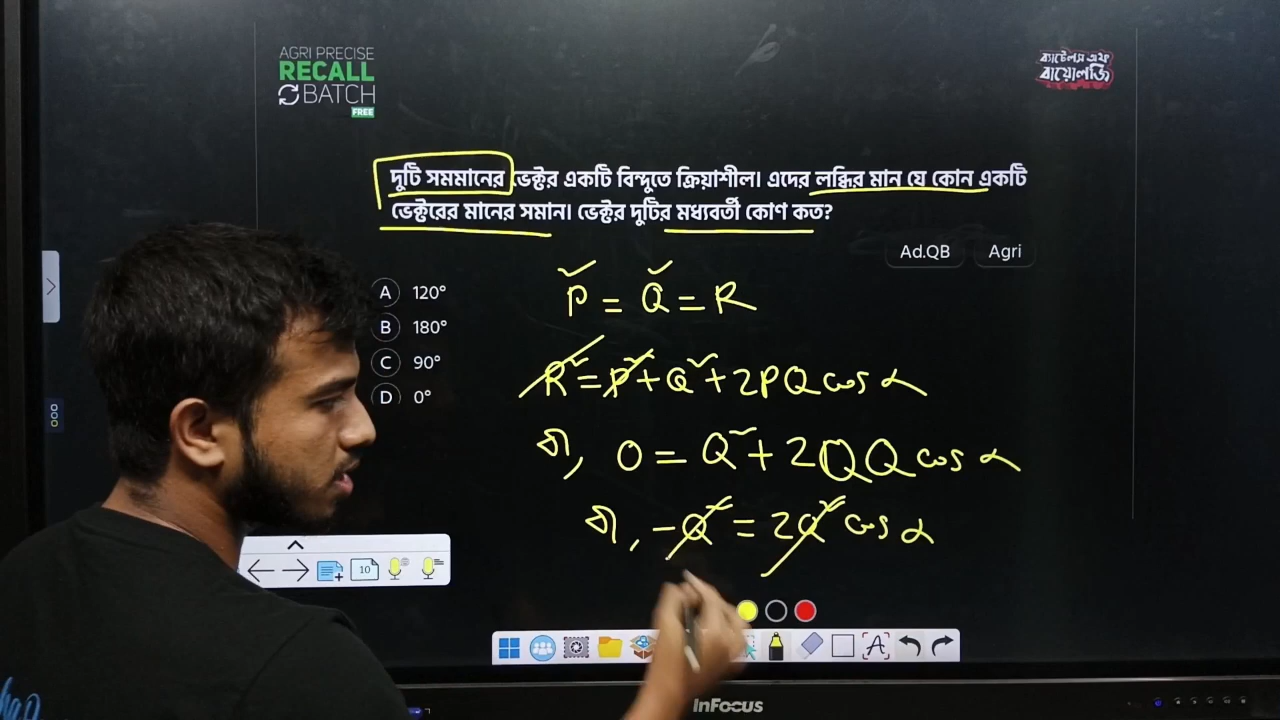 AGRI PRECISE
RECALL
BATCH
FREE
ব্যাটেলস এফ
বায়োলজি
দুটি সমমানের ভেক্টর একটি বিন্দুতে ক্রিয়াশীল। এদের লব্ধির মান যে কোন একটি
ভেক্টরের মানের সমান। ভেক্টর দুটির মধ্যবর্তী কোণ কত?
Ad.QB Agri
A 120°
B 180°
C 90°
D 0°
P = Q = R
R² = P² + Q² + 2PQ cos α
বা, 0 = Q² + 2QQ cos α
বা, -Q² = 2Q² cos α
10
InFocus